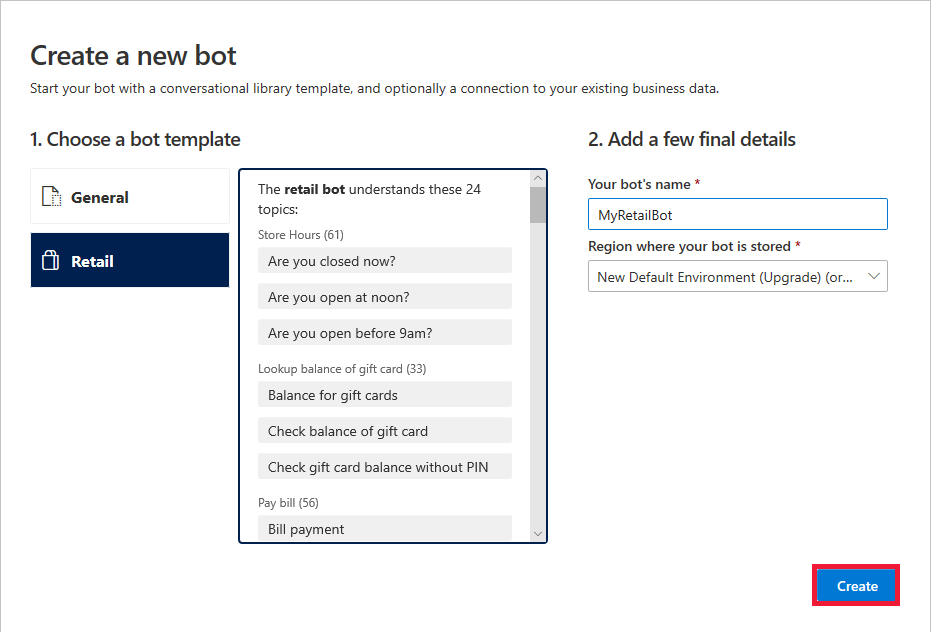 Create a new bot
Start your bot with a conversational library template, and optionally a connection to your existing business data.
1. Choose a bot template
General
Retail
The retail bot understands these 24
topics:
Store Hours (61)
Are you closed now?
Are you open at noon?
Are you open before 9am?
Lookup balance of gift card (33)
Balance for gift cards
Check balance of gift card
Check gift card balance without PIN
Pay bill (56)
Bill payment
2. Add a few final details
Your bot's name *
MyRetailBot
Region where your bot is stored *
New Default Environment (Upgrade) (or...
Create